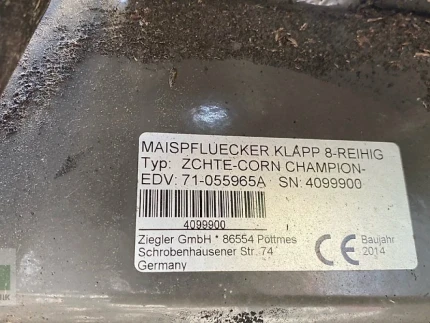 MAISPFLUECKER KLAPP 8-REIHIG
Typ: ZCHTE-CORN CHAMPION-
EDV: 71-055965A SN: 4099900
4099900
Ziegler GmbH * 86554 Pöttmes
Schrobenhausener Str. 74
Germany
CE Baujahr
2014